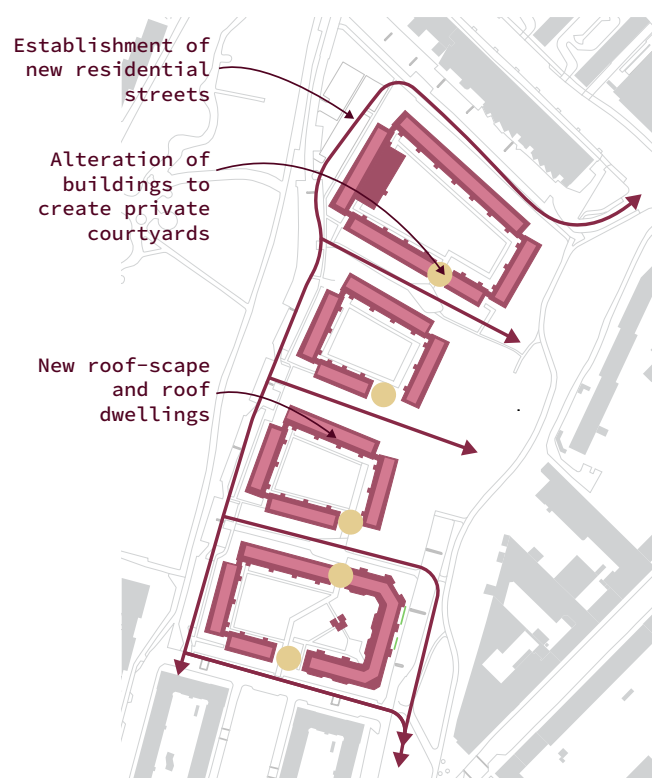 Establishment of
new residential
streets
Alteration of
buildings to
create private
courtyards
New roof-scape
and roof
dwellings